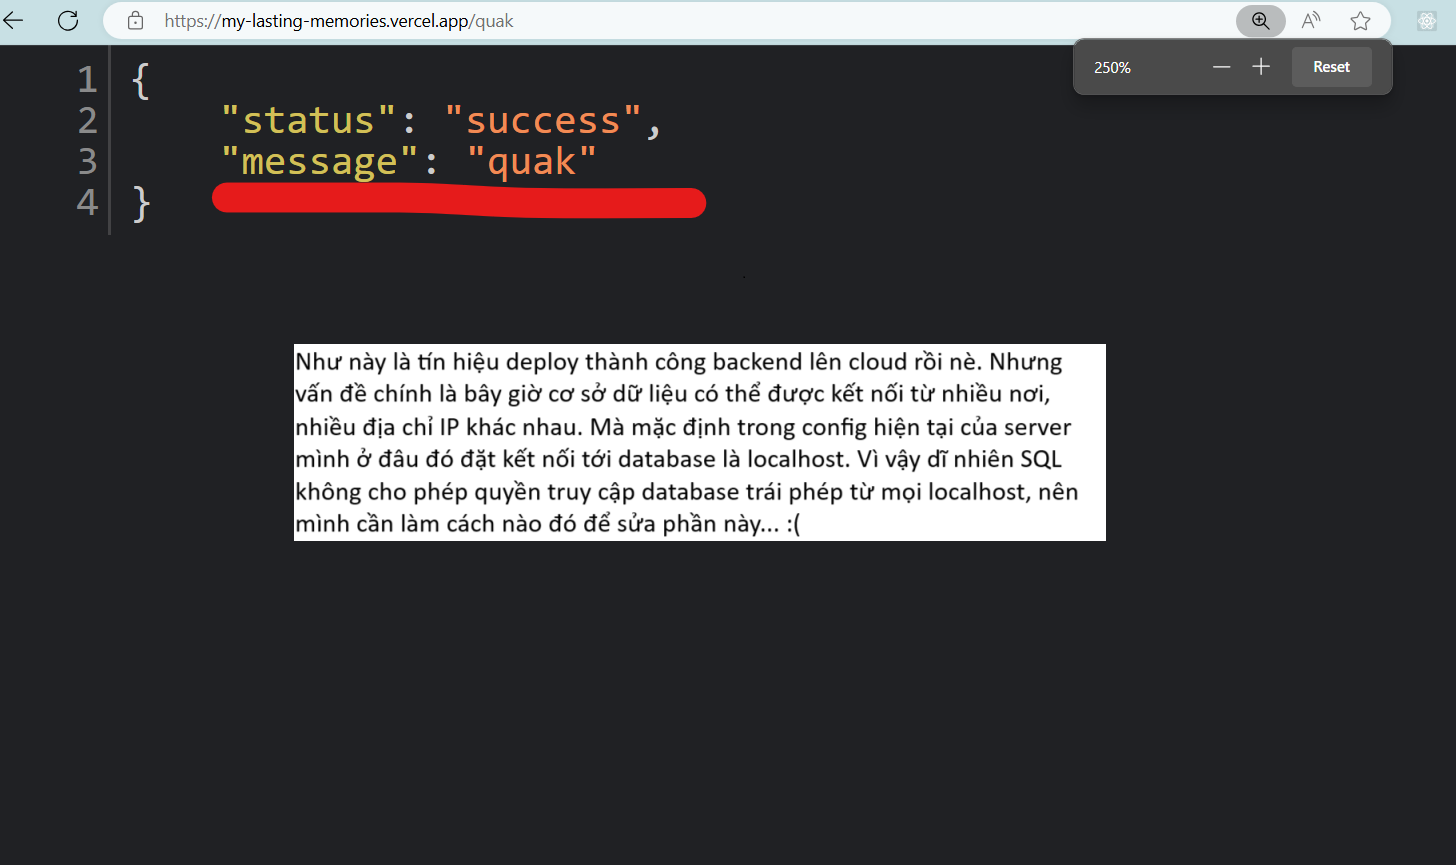 https://my-lasting-memories.vercel.app/quak
250%
Reset
1 {
2 "status": "success",
3 "message": "quak"
4 }
Như này là tín hiệu deploy thành công backend lên cloud rồi nè. Nhưng
vấn đề chính là bây giờ cơ sở dữ liệu có thể được kết nối từ nhiều nơi,
nhiều địa chỉ IP khác nhau. Mà mặc định trong config hiện tại của server
mình ở đâu đó đặt kết nối tới database là localhost. Vì vậy dĩ nhiên SQL
không cho phép quyền truy cập database trái phép từ mọi localhost, nên
mình cần làm cách nào đó để sửa phần này... :(